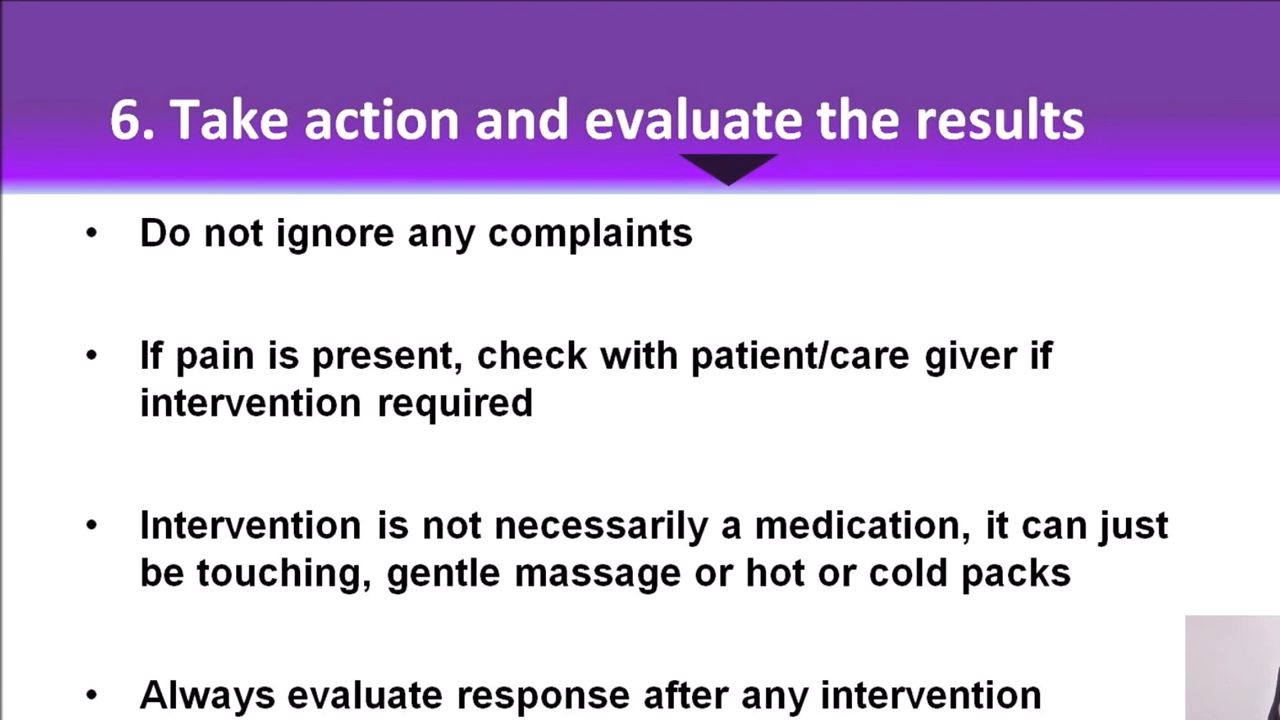 6. Take action and evaluate the results
• Do not ignore any complaints
• If pain is present, check with patient/care giver if
intervention required
• Intervention is not necessarily a medication, it can just
be touching, gentle massage or hot or cold packs
• Always evaluate response after any intervention